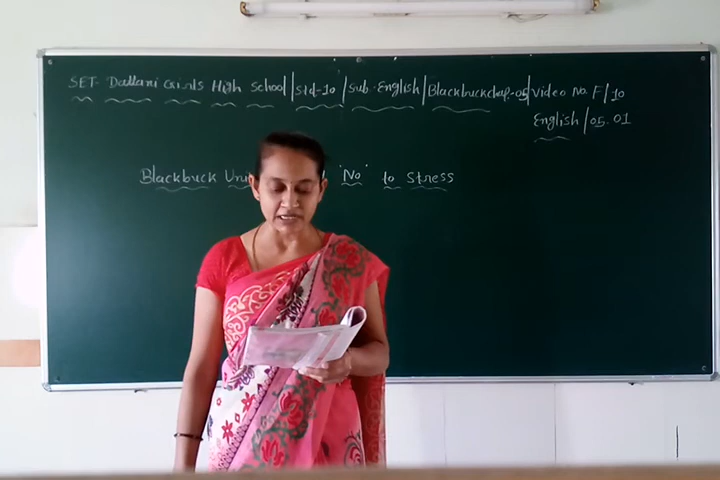 SET- Dattani Girls High School/Std-10/Sub-English/Blackbuck chap-05/Video No. F/10
English/05.01
Blackbuck "No" to Stress